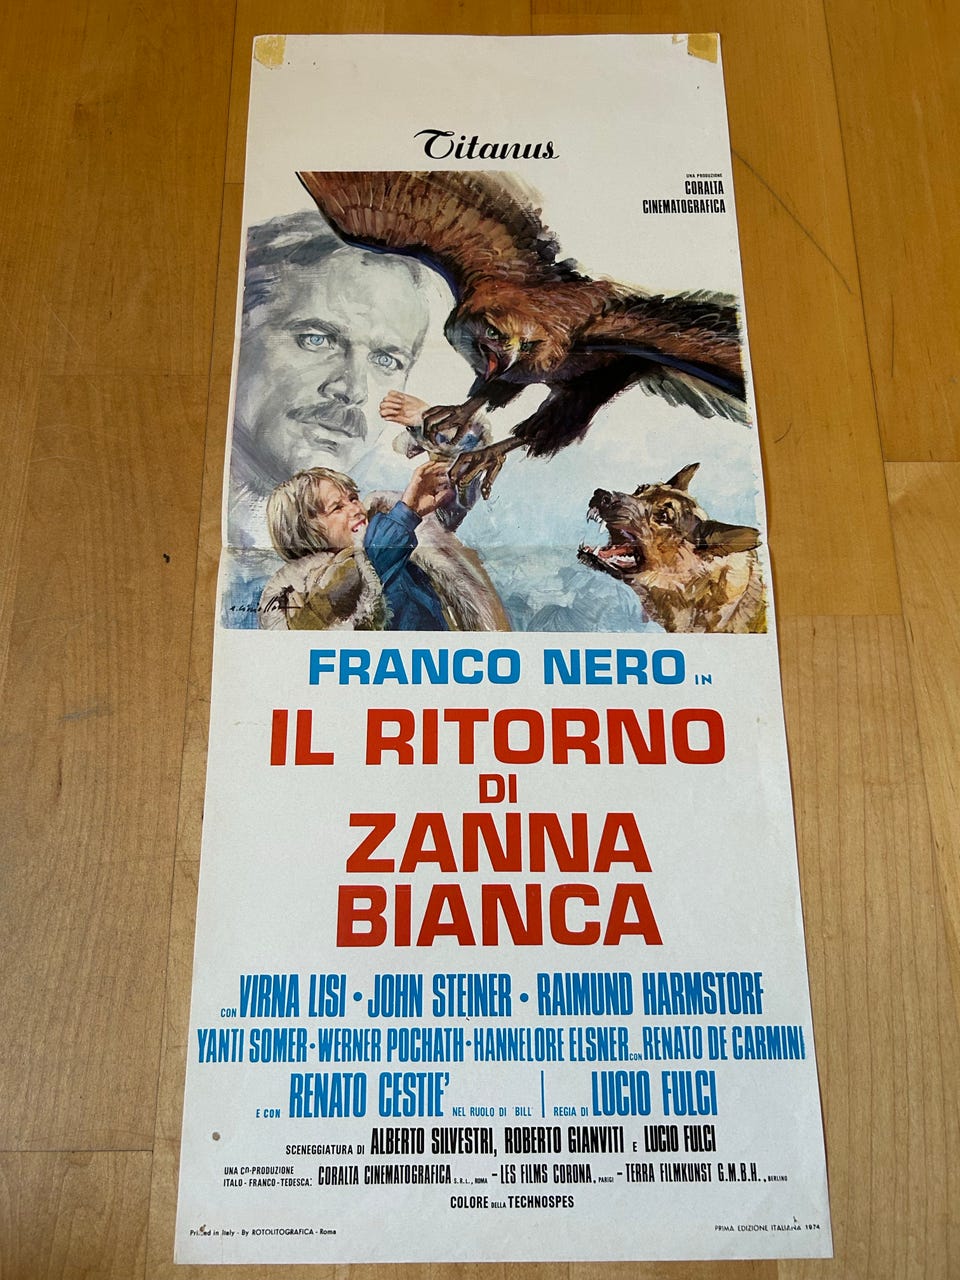 Titanus
UNA PRODUZIONE
CORALTA
CINEMATOGRAFICA
FRANCO NERO IN
IL RITORNO
DI
ZANNA
BIANCA
CON VIRNA LISI • JOHN STEINER • RAIMUND HARMSTORF
YANTI SOMER • WERNER POCHATH • HANNELORE ELSNER CON RENATO DE CARMINI
E CON RENATO CESTIE' NEL RUOLO DI 'BILL' | REGIA DI LUCIO FULCI
SCENEGGIATURA DI ALBERTO SILVESTRI, ROBERTO GIANVITI E LUCIO FULCI
UNA CO-PRODUZIONE
ITALO - FRANCO - TEDESCA: CORALTA CINEMATOGRAFICA S.R.L., ROMA - LES FILMS CORONA, PARIGI - TERRA FILMKUNST G.M.B.H., BERLINO
COLORE DELLA TECHNOSPES
Printed in Italy - By ROTOLITOGRAFICA - Roma
PRIMA EDIZIONE ITALIANA 1974